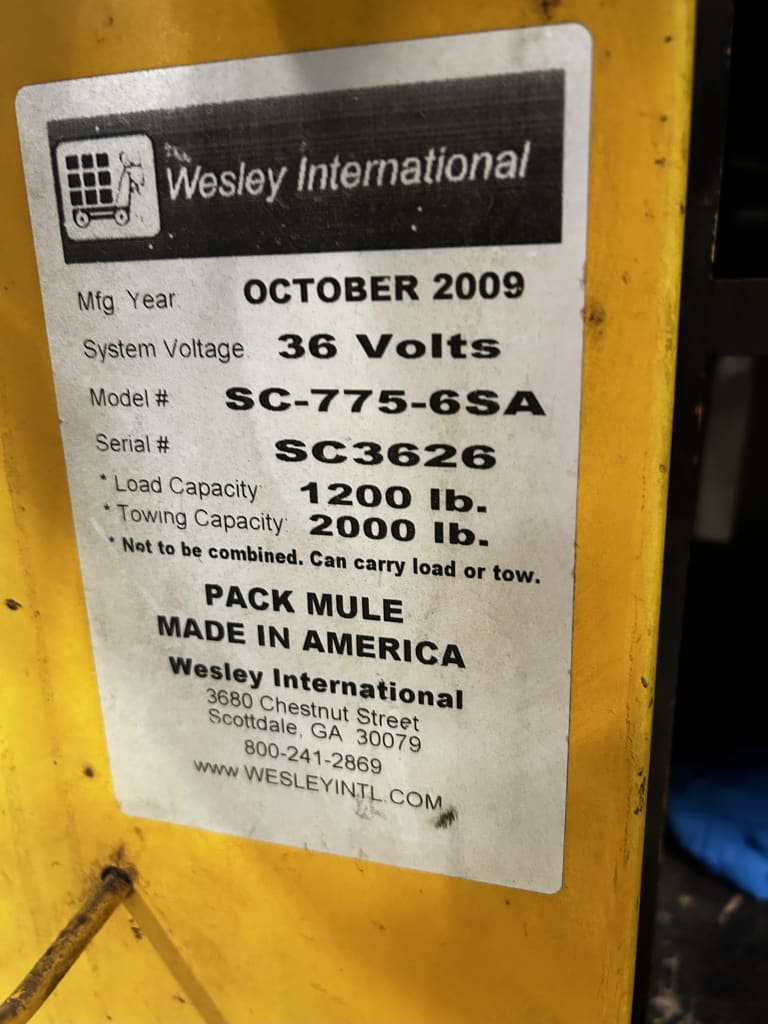 Wesley International
Mfg Year OCTOBER 2009
System Voltage 36 Volts
Model # SC-775-6SA
Serial # SC3626
* Load Capacity: 1200 lb.
* Towing Capacity: 2000 lb.
* Not to be combined. Can carry load or tow.
PACK MULE
MADE IN AMERICA
Wesley International
3680 Chestnut Street
Scottdale, GA 30079
800-241-2869
www.WESLEYINTL.COM